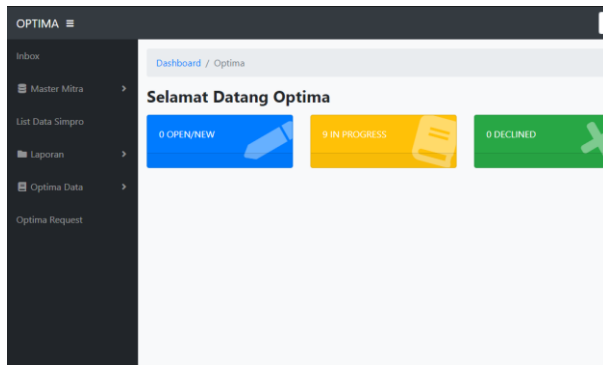 OPTIMA
Inbox
Dashboard / Optima
Master Mitra
Selamat Datang Optima
List Data Simpro
0 OPEN/NEW
9 IN PROGRESS
0 DECLINED
Laporan
Optima Data
Optima Request